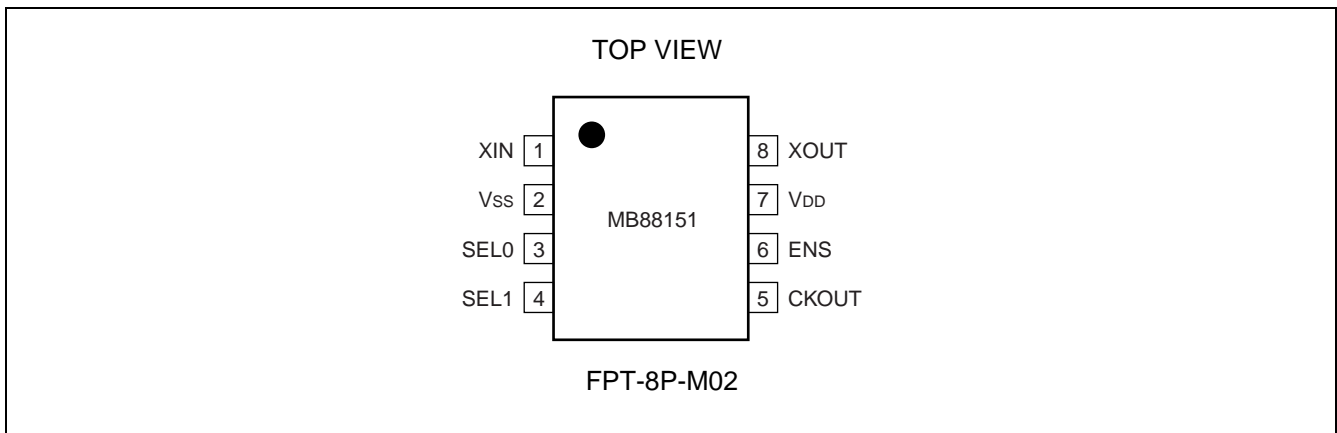 TOP VIEW
XIN 1 8 XOUT
Vss 2 7 VDD
MB88151
SEL0 3 6 ENS
SEL1 4 5 CKOUT
FPT-8P-M02